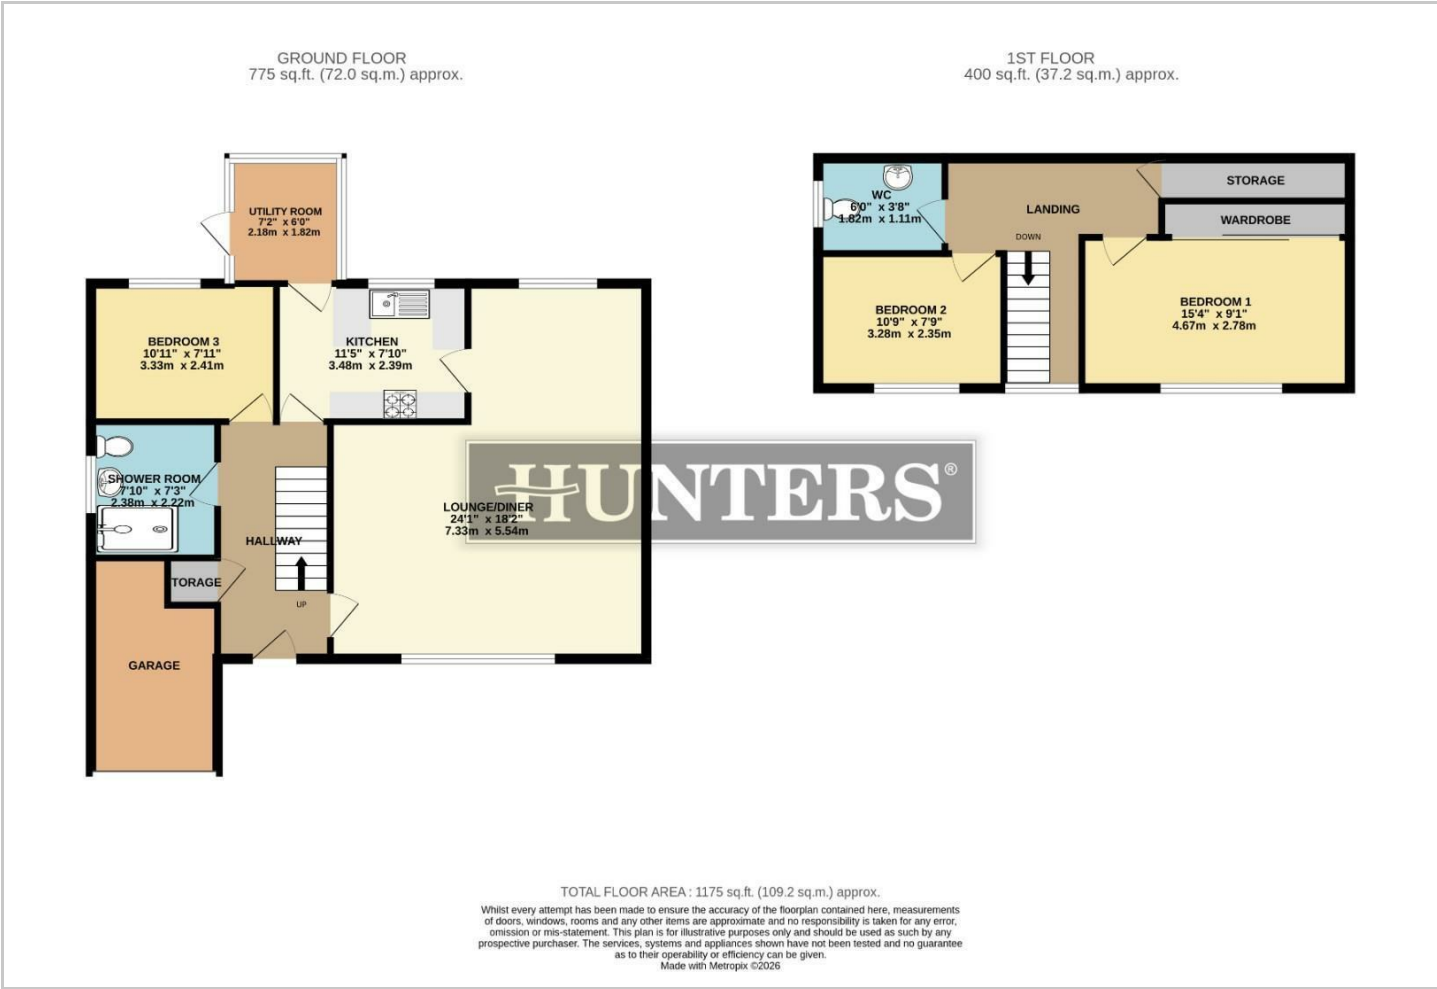 GROUND FLOOR
775 sq.ft. (72.0 sq.m.) approx.
1ST FLOOR
400 sq.ft. (37.2 sq.m.) approx.
UTILITY ROOM
7'2" x 6'0"
2.18m x 1.82m
BEDROOM 3
10'11" x 7'11"
3.33m x 2.41m
KITCHEN
11'5" x 7'10"
3.48m x 2.39m
SHOWER ROOM
7'10" x 7'3"
2.38m x 2.22m
HALLWAY
TORAGE
UP
GARAGE
LOUNGE/DINER
24'1" x 18'2"
7.33m x 5.54m
HUNTERS®
WC
6'0" x 3'8"
1.82m x 1.11m
LANDING
DOWN
STORAGE
WARDROBE
BEDROOM 2
10'9" x 7'9"
3.28m x 2.35m
BEDROOM 1
15'4" x 9'1"
4.67m x 2.78m
TOTAL FLOOR AREA : 1175 sq.ft. (109.2 sq.m.) approx.
Whilst every attempt has been made to ensure the accuracy of the floorplan contained here, measurements
of doors, windows, rooms and any other items are approximate and no responsibility is taken for any error,
omission or mis-statement. This plan is for illustrative purposes only and should be used as such by any
prospective purchaser. The services, systems and appliances shown have not been tested and no guarantee
as to their operability or efficiency can be given.
Made with Metropix ©2026